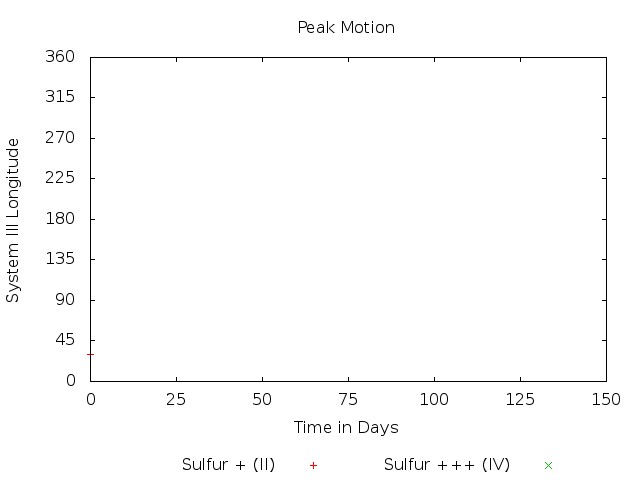 Peak Motion
360
315
270
225
180
135
90
45
0
System III Longitude
0 25 50 75 100 125 150
Time in Days
Sulfur + (II) Sulfur +++ (IV)